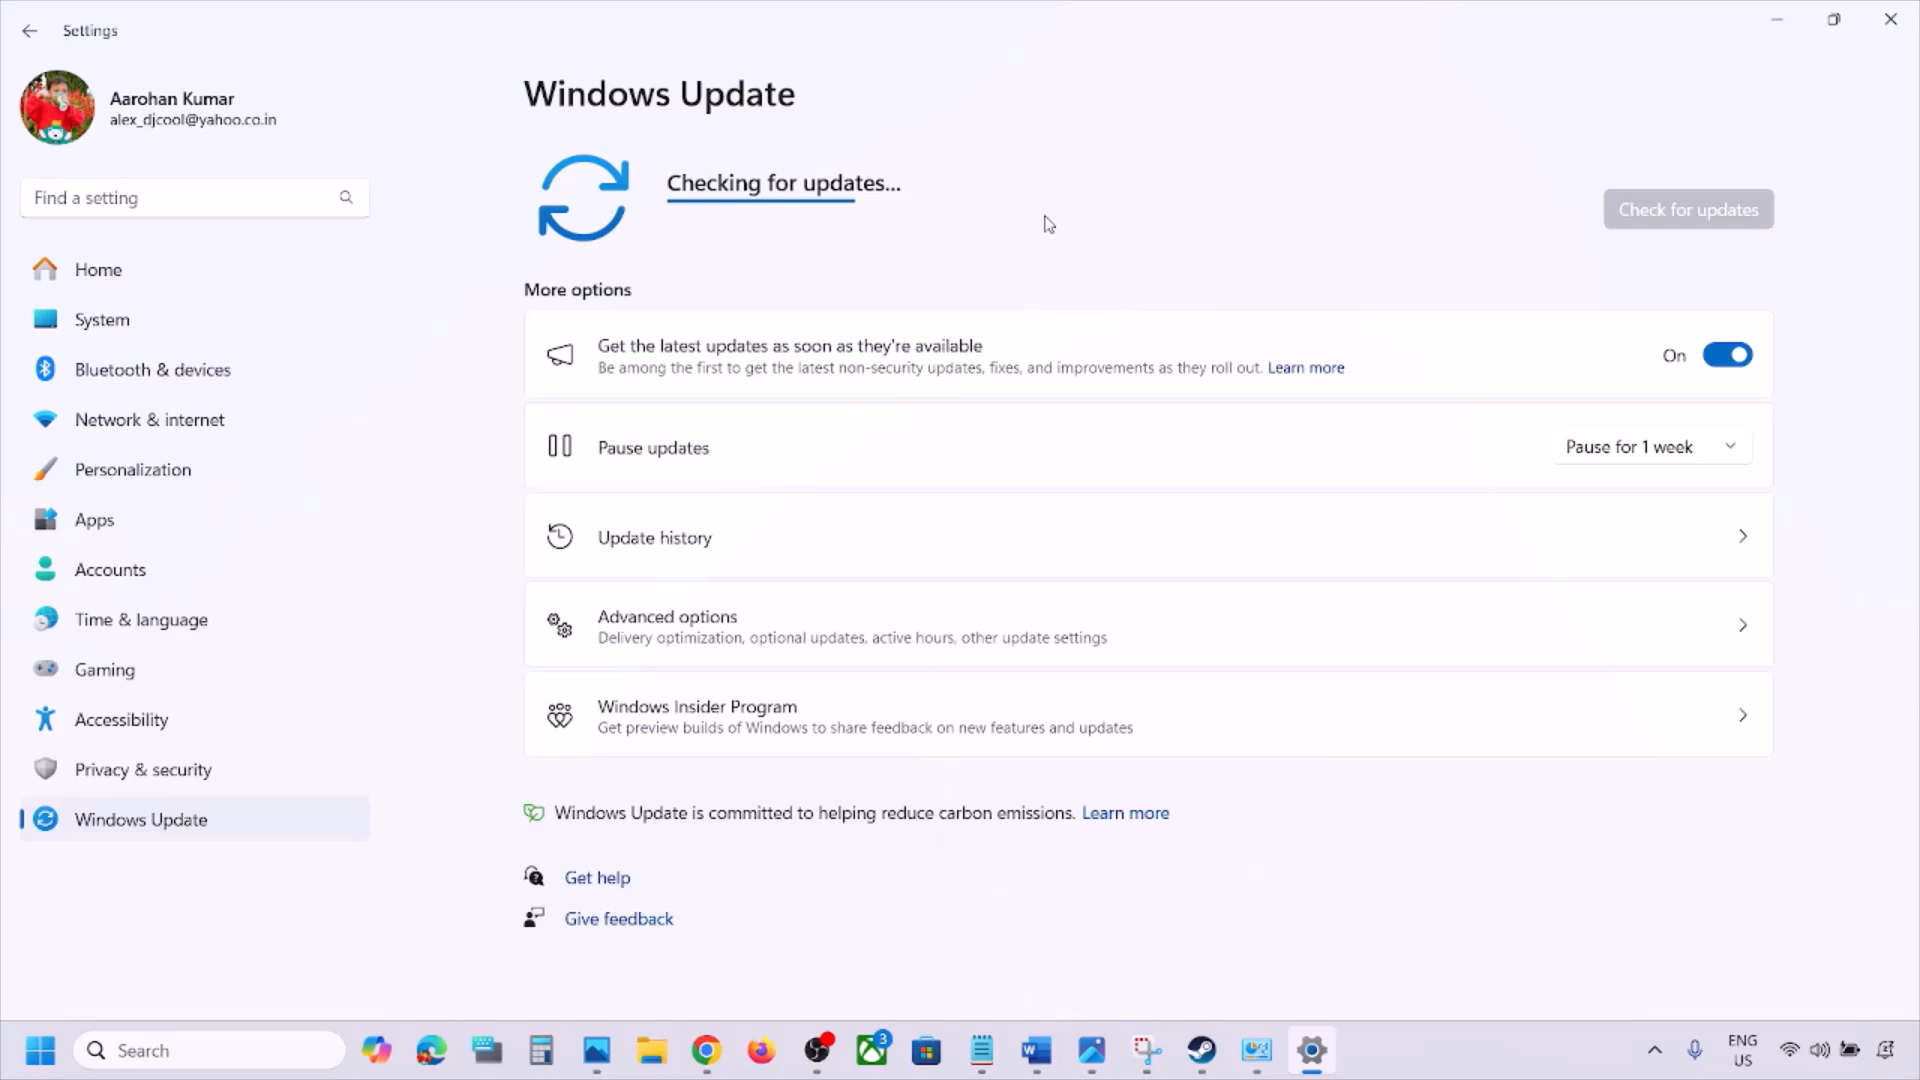 Settings
Aarohan Kumar
alex_djcool@yahoo.co.in
Find a setting
Home
System
Bluetooth & devices
Network & internet
Personalization
Apps
Accounts
Time & language
Gaming
Accessibility
Privacy & security
Windows Update
Windows Update
Checking for updates...
Check for updates
More options
Get the latest updates as soon as they're available
Be among the first to get the latest non-security updates, fixes, and improvements as they roll out. Learn more
On
Pause updates
Pause for 1 week
Update history
Advanced options
Delivery optimization, optional updates, active hours, other update settings
Windows Insider Program
Get preview builds of Windows to share feedback on new features and updates
Windows Update is committed to helping reduce carbon emissions. Learn more
Get help
Give feedback
Search
3
ENG
US